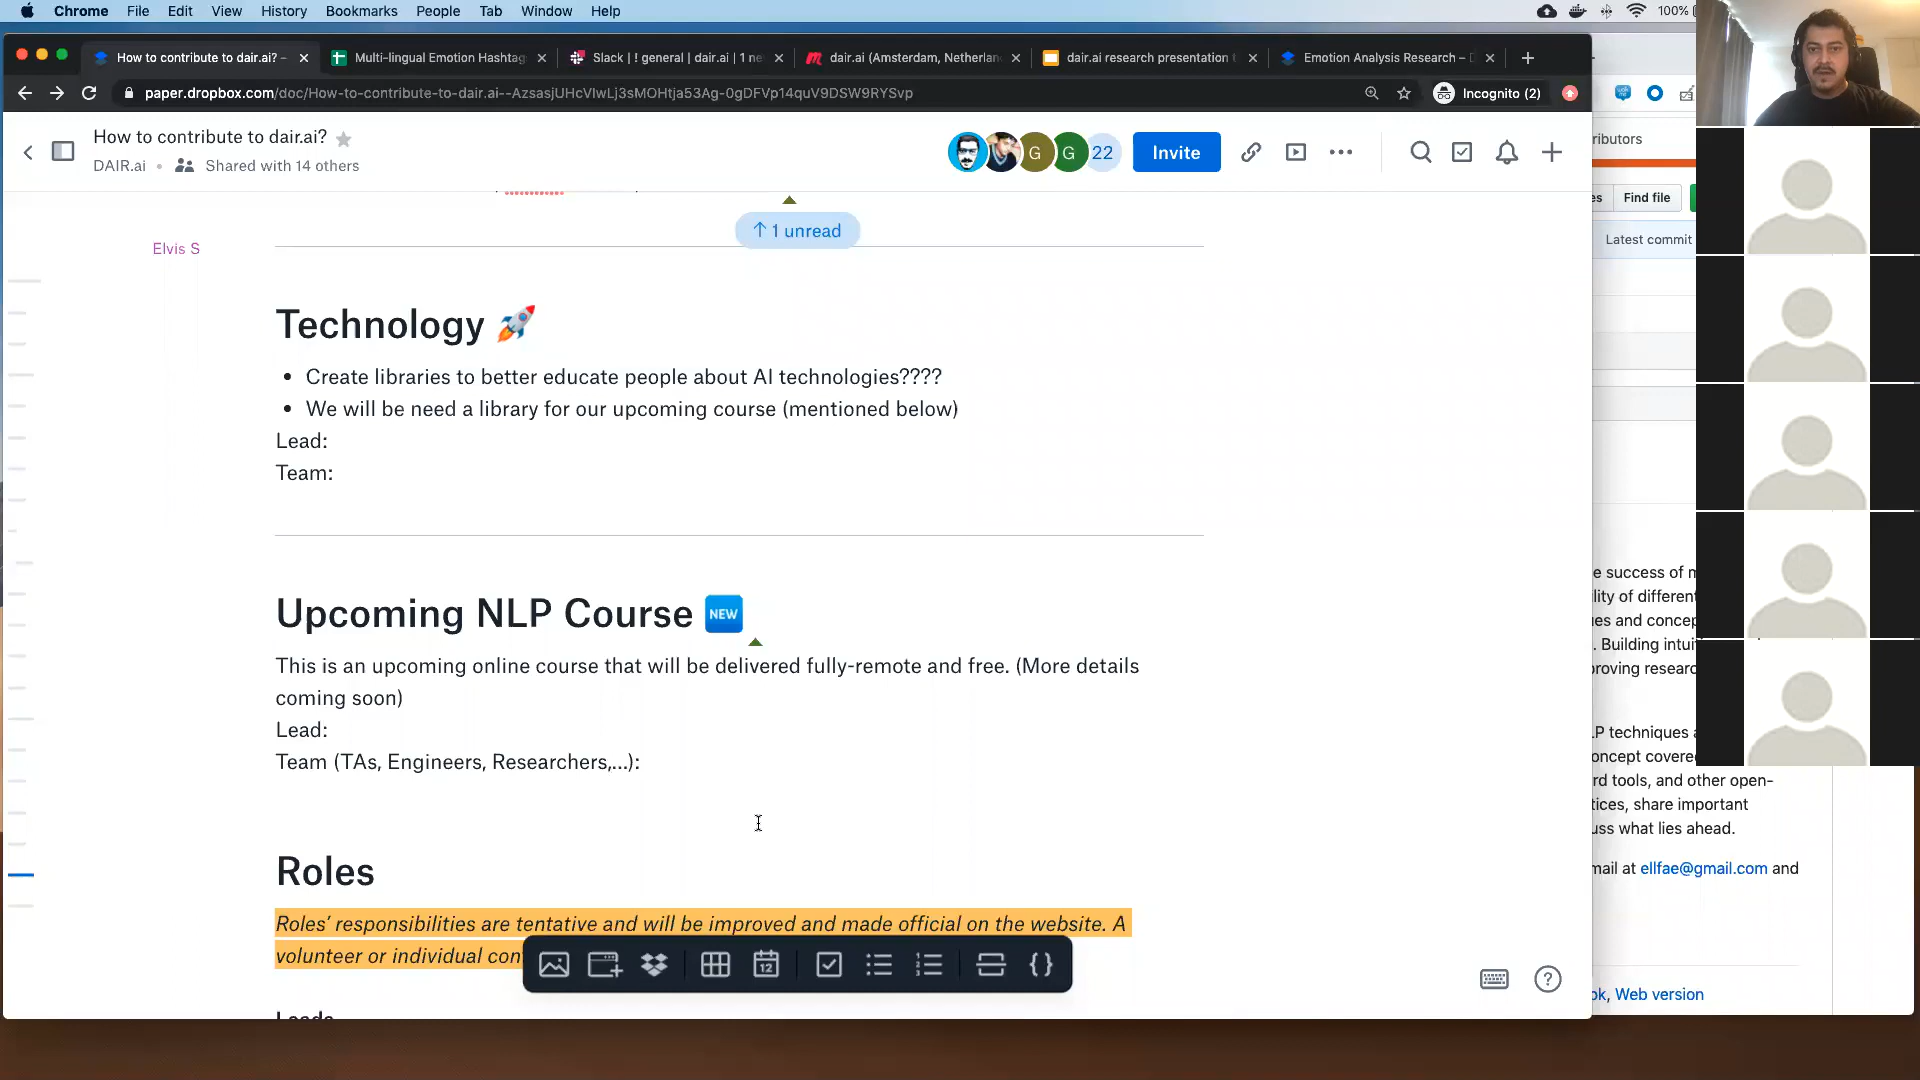 Chrome File Edit View History Bookmarks People Tab Window Help
100%
How to contribute to dair.ai? –
Multi-lingual Emotion Hashtag
Slack | ! general | dair.ai | 1 ne
dair.ai (Amsterdam, Netherlan
dair.ai research presentation
Emotion Analysis Research – D
paper.dropbox.com/doc/How-to-contribute-to-dair.ai--AzsasjUHcVIwLj3sMOHtja53Ag-0gDFVp14quV9DSW9RYSvp
Incognito (2)
How to contribute to dair.ai?
DAIR.ai • Shared with 14 others
G G 22
Invite
ributors
es Find file
Latest commit
↑ 1 unread
Elvis S
Technology
• Create libraries to better educate people about AI technologies????
• We will be need a library for our upcoming course (mentioned below)
Lead:
Team:
Upcoming NLP Course NEW
This is an upcoming online course that will be delivered fully-remote and free. (More details
coming soon)
Lead:
Team (TAs, Engineers, Researchers,...):
Roles
Roles' responsibilities are tentative and will be improved and made official on the website. A
volunteer or individual con
12
e success of m
ility of different
ues and concep
. Building intui
roving researc
LP techniques a
oncept covere
rd tools, and other open-
tices, share important
uss what lies ahead.
mail at ellfae@gmail.com and
ok, Web version